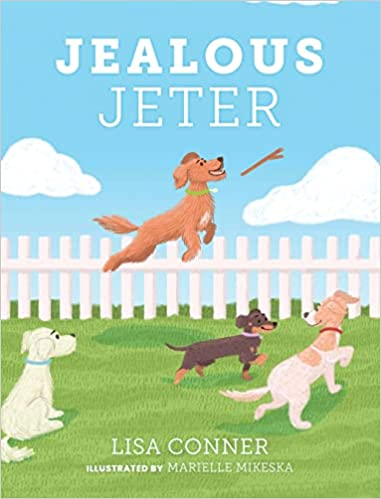 JEALOUS
JETER
LISA CONNER
ILLUSTRATED BY MARIELLE MIKESKA